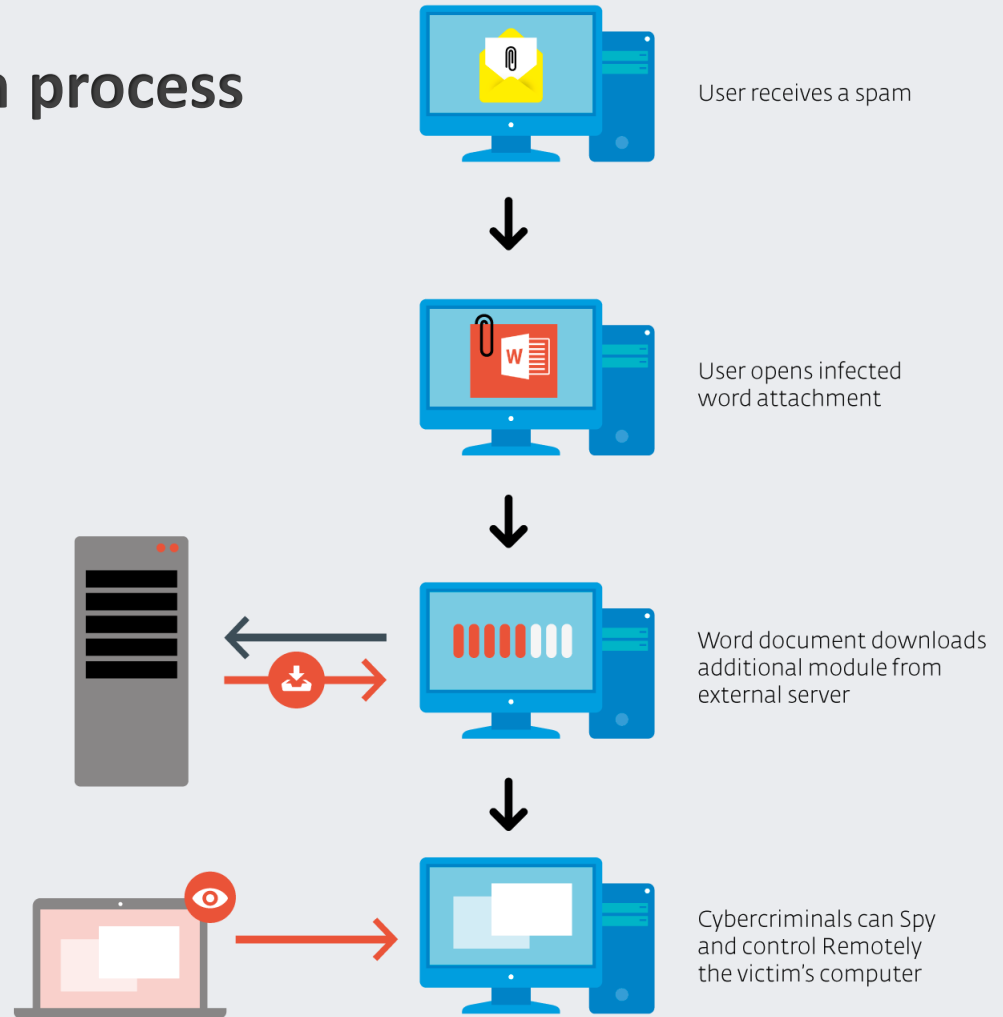 process
User receives a spam
User opens infected
word attachment
W
Word document downloads
additional module from
external server
Cybercriminals can Spy
and control Remotely
the victim's computer